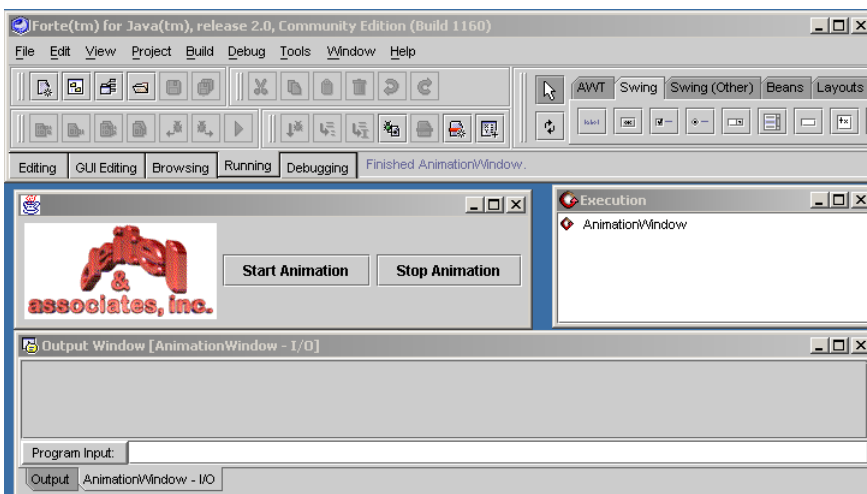 Forte(tm) for Java(tm), release 2.0, Community Edition (Build 1160)
File Edit View Project Build Debug Tools Window Help
AWT Swing Swing (Other) Beans Layouts
label OK
Editing GUI Editing Browsing Running Debugging Finished AnimationWindow.
Execution
AnimationWindow
& associates, inc.
Start Animation Stop Animation
Output Window [AnimationWindow - I/O]
Program Input:
Output AnimationWindow - I/O